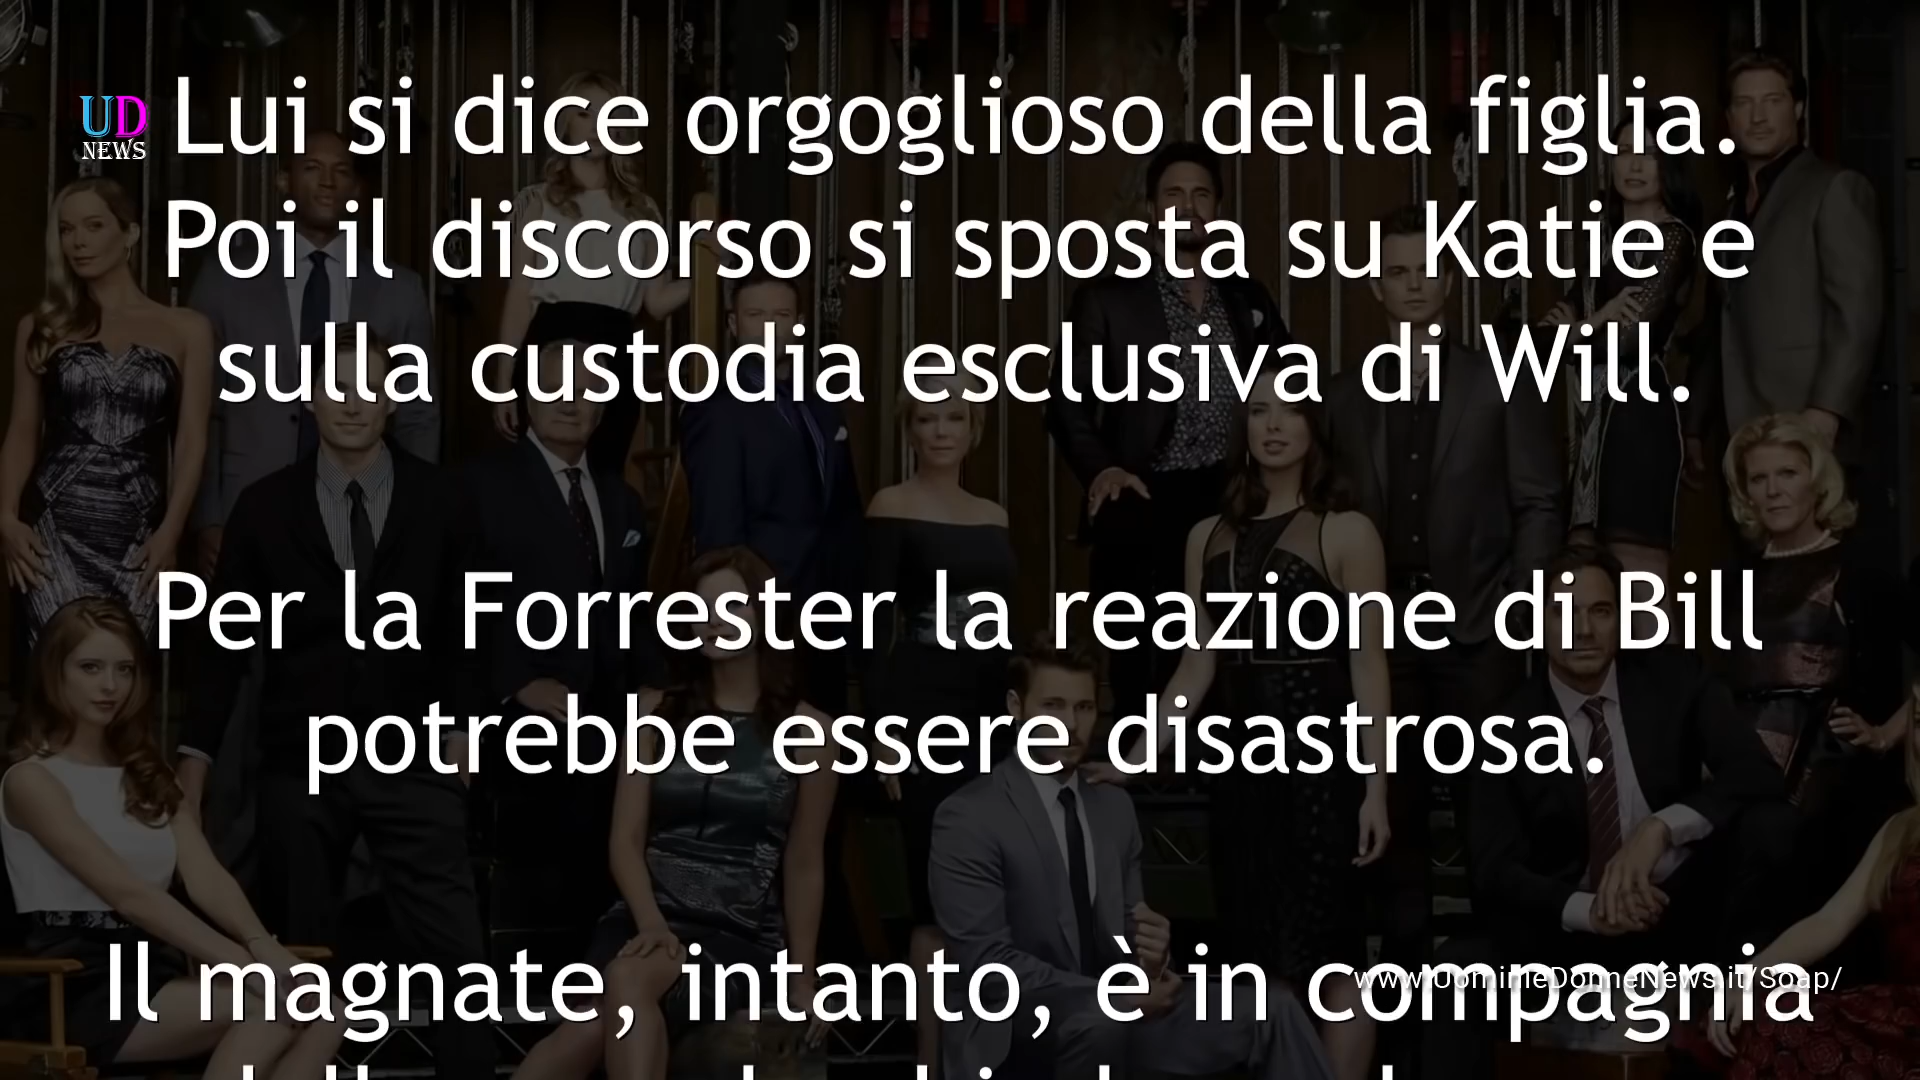 UD
NEWS
Lui si dice orgoglioso della figlia.
Poi il discorso si sposta su Katie e
sulla custodia esclusiva di Will.
Per la Forrester la reazione di Bill
potrebbe essere disastrosa.
Il magnate, intanto, è in compagnia
www.UominieDonneNews.it/Soap/